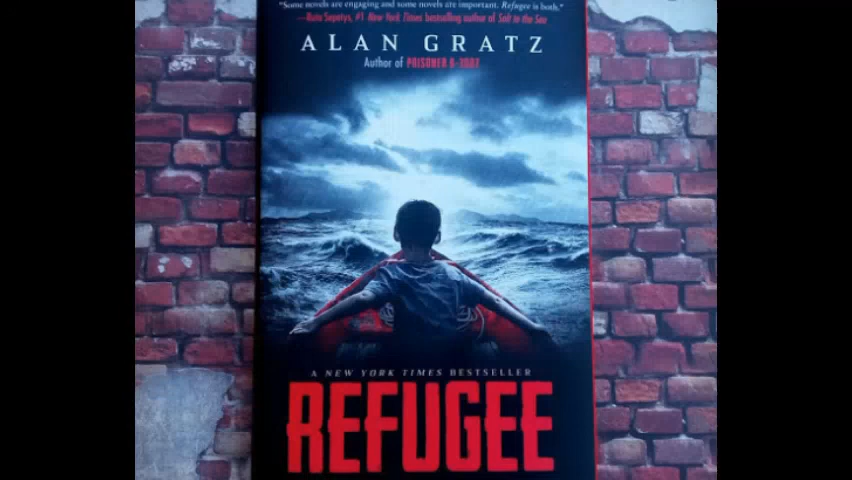 "Some novels are engaging and some novels are important. Refugee is both."
—Ruta Sepetys, #1 New York Times bestselling author of Salt to the Sea
ALAN GRATZ
Author of PRISONER B-3087
A NEW YORK TIMES BESTSELLER
REFUGEE